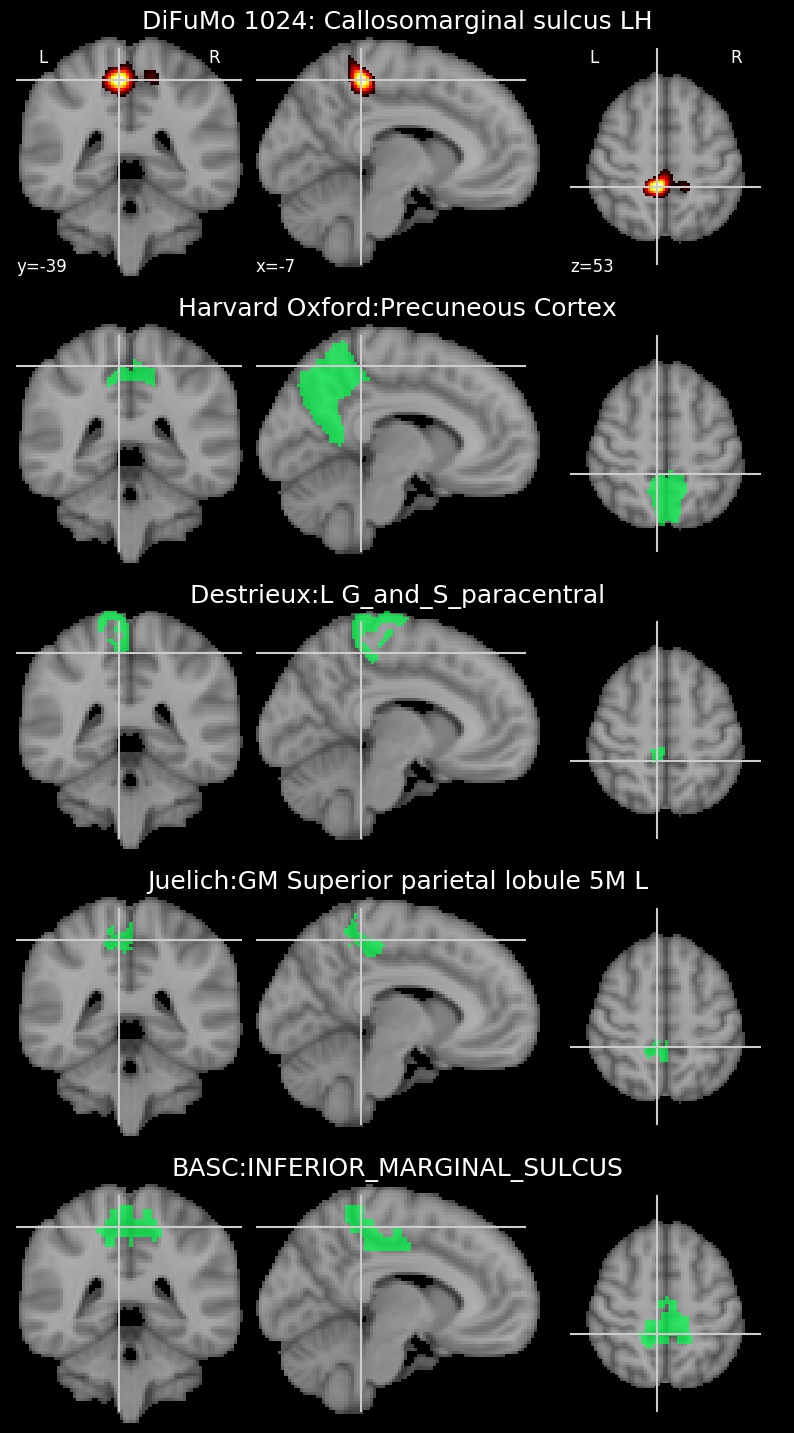 DiFuMo 1024: Callosomarginal sulcus LH
L R L R
y=-39 x=-7 z=53
Harvard Oxford:Precuneous Cortex
Destrieux:L G_and_S_paracentral
Juelich:GM Superior parietal lobule 5M L
BASC:INFERIOR_MARGINAL_SULCUS